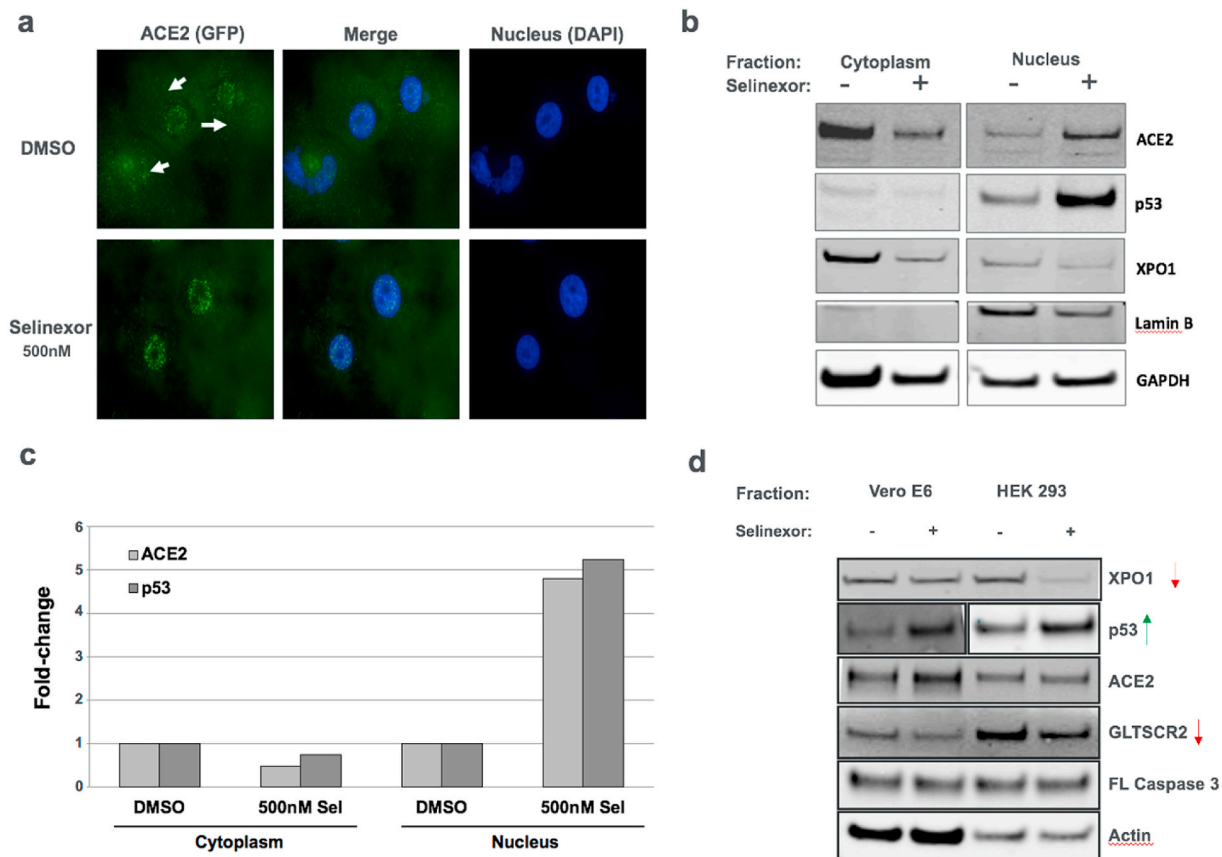 a
ACE2 (GFP) Merge Nucleus (DAPI)
DMSO
Selinexor
500nM
b
Fraction: Cytoplasm Nucleus
Selinexor: - + - +
ACE2
p53
XPO1
Lamin B
GAPDH
c
Fold-change
6
5
4
3
2
1
0
ACE2
p53
DMSO 500nM Sel DMSO 500nM Sel
Cytoplasm Nucleus
d
Fraction: Vero E6 HEK 293
Selinexor: - + - +
XPO1 ↓
p53 ↑
ACE2
GLTSCR2 ↓
FL Caspase 3
Actin